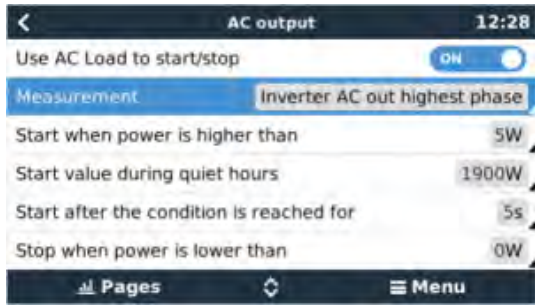 AC output 12:28
Use AC Load to start/stop ON
Measurement Inverter AC out highest phase
Start when power is higher than 5W
Start value during quiet hours 1900W
Start after the condition is reached for 5s
Stop when power is lower than 0W
Pages Menu